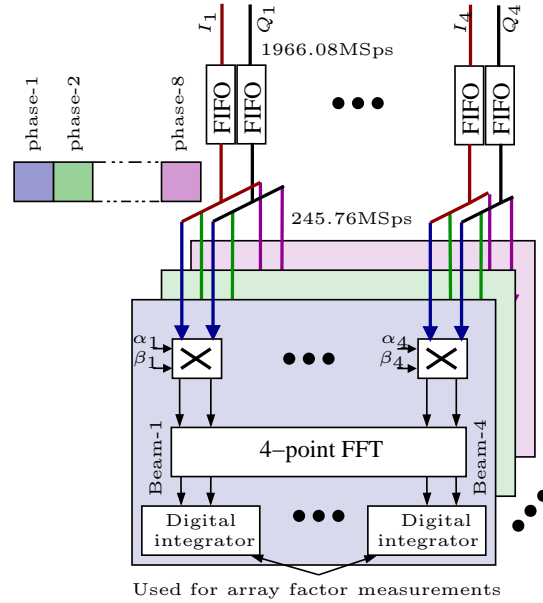 I1 Q1 I4 Q4
1966.08MSps
FIFO FIFO FIFO FIFO
phase-1 phase-2 phase-8
245.76MSps
α1
β1
α4
β4
Beam-1
4−point FFT
Beam-4
Digital
integrator
Digital
integrator
Used for array factor measurements